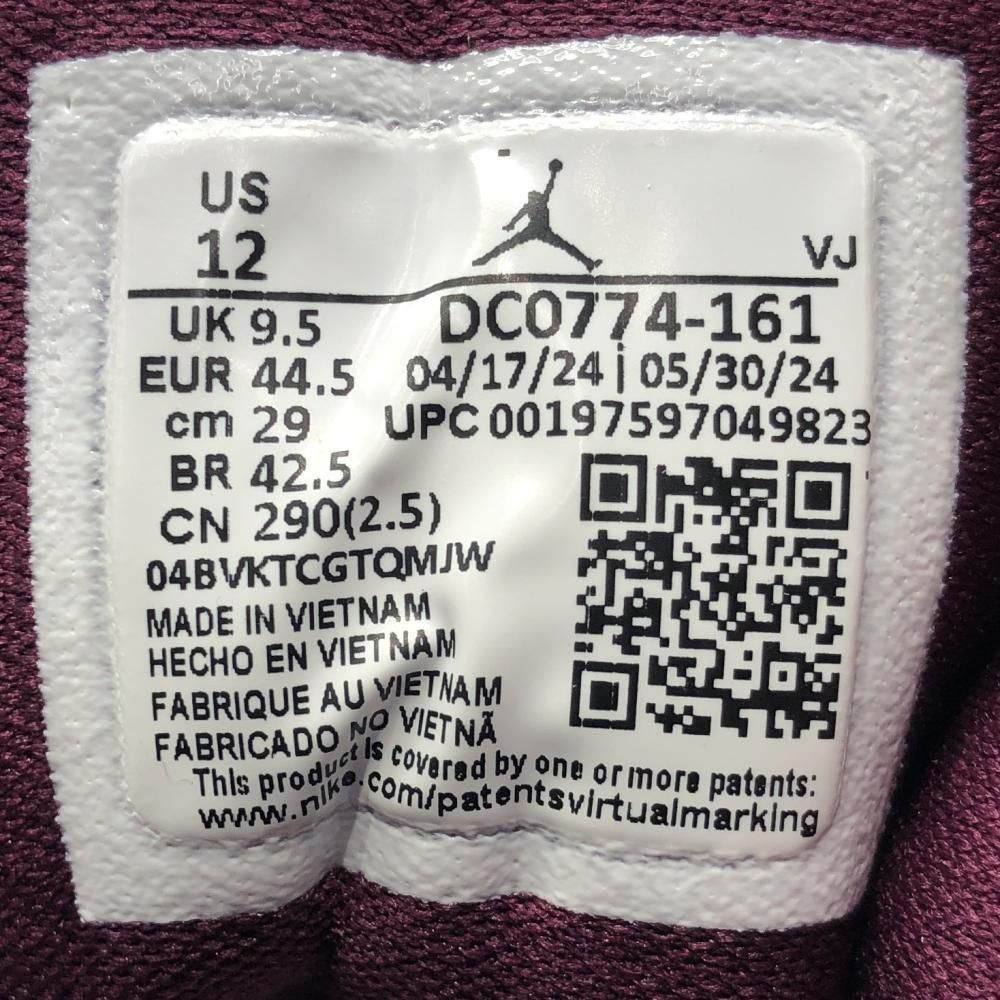 US
12
VJ
UK 9.5
DC0774-161
EUR 44.5
04/17/24 | 05/30/24
cm 29
UPC 00197597049823
BR 42.5
CN 290(2.5)
04BVKTCGTQMJW
MADE IN VIETNAM
HECHO EN VIETNAM
FABRIQUE AU VIETNAM
FABRICADO NO VIETNÃ
This product is covered by one or more patents:
www.nike.com/patentsvirtualmarking